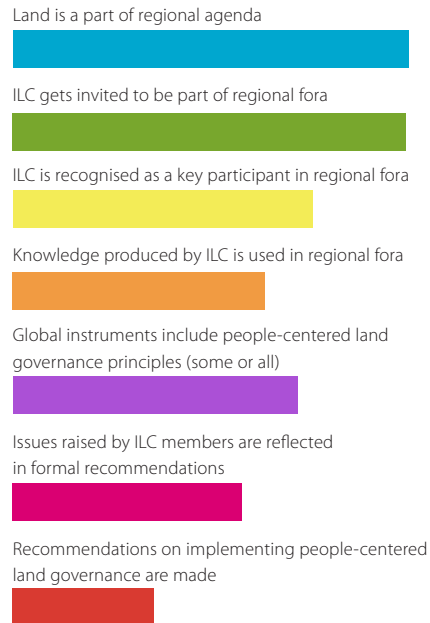 Land is a part of regional agenda
ILC gets invited to be part of regional fora
ILC is recognised as a key participant in regional fora
Knowledge produced by ILC is used in regional fora
Global instruments include people-centered land
governance principles (some or all)
Issues raised by ILC members are reflected
in formal recommendations
Recommendations on implementing people-centered
land governance are made